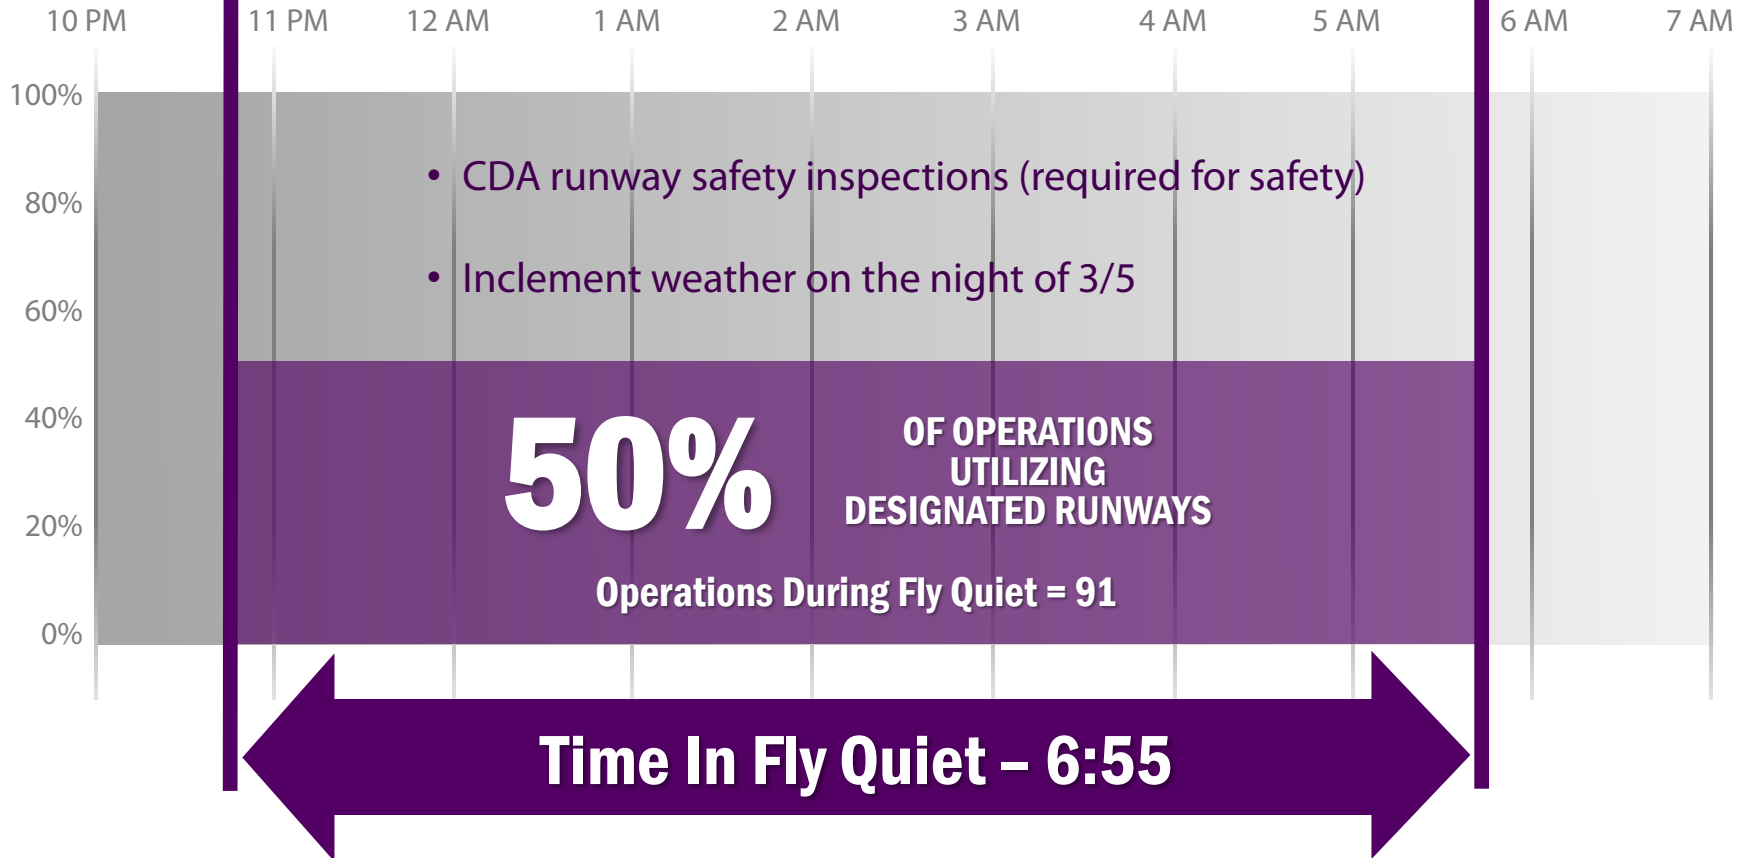 10 PM 11 PM 12 AM 1 AM 2 AM 3 AM 4 AM 5 AM 6 AM 7 AM
100%
• CDA runway safety inspections (required for safety)
80%
• Inclement weather on the night of 3/5
60%
40%
20%
0%
50%
OF OPERATIONS
UTILIZING
DESIGNATED RUNWAYS
Operations During Fly Quiet = 91
Time In Fly Quiet – 6:55